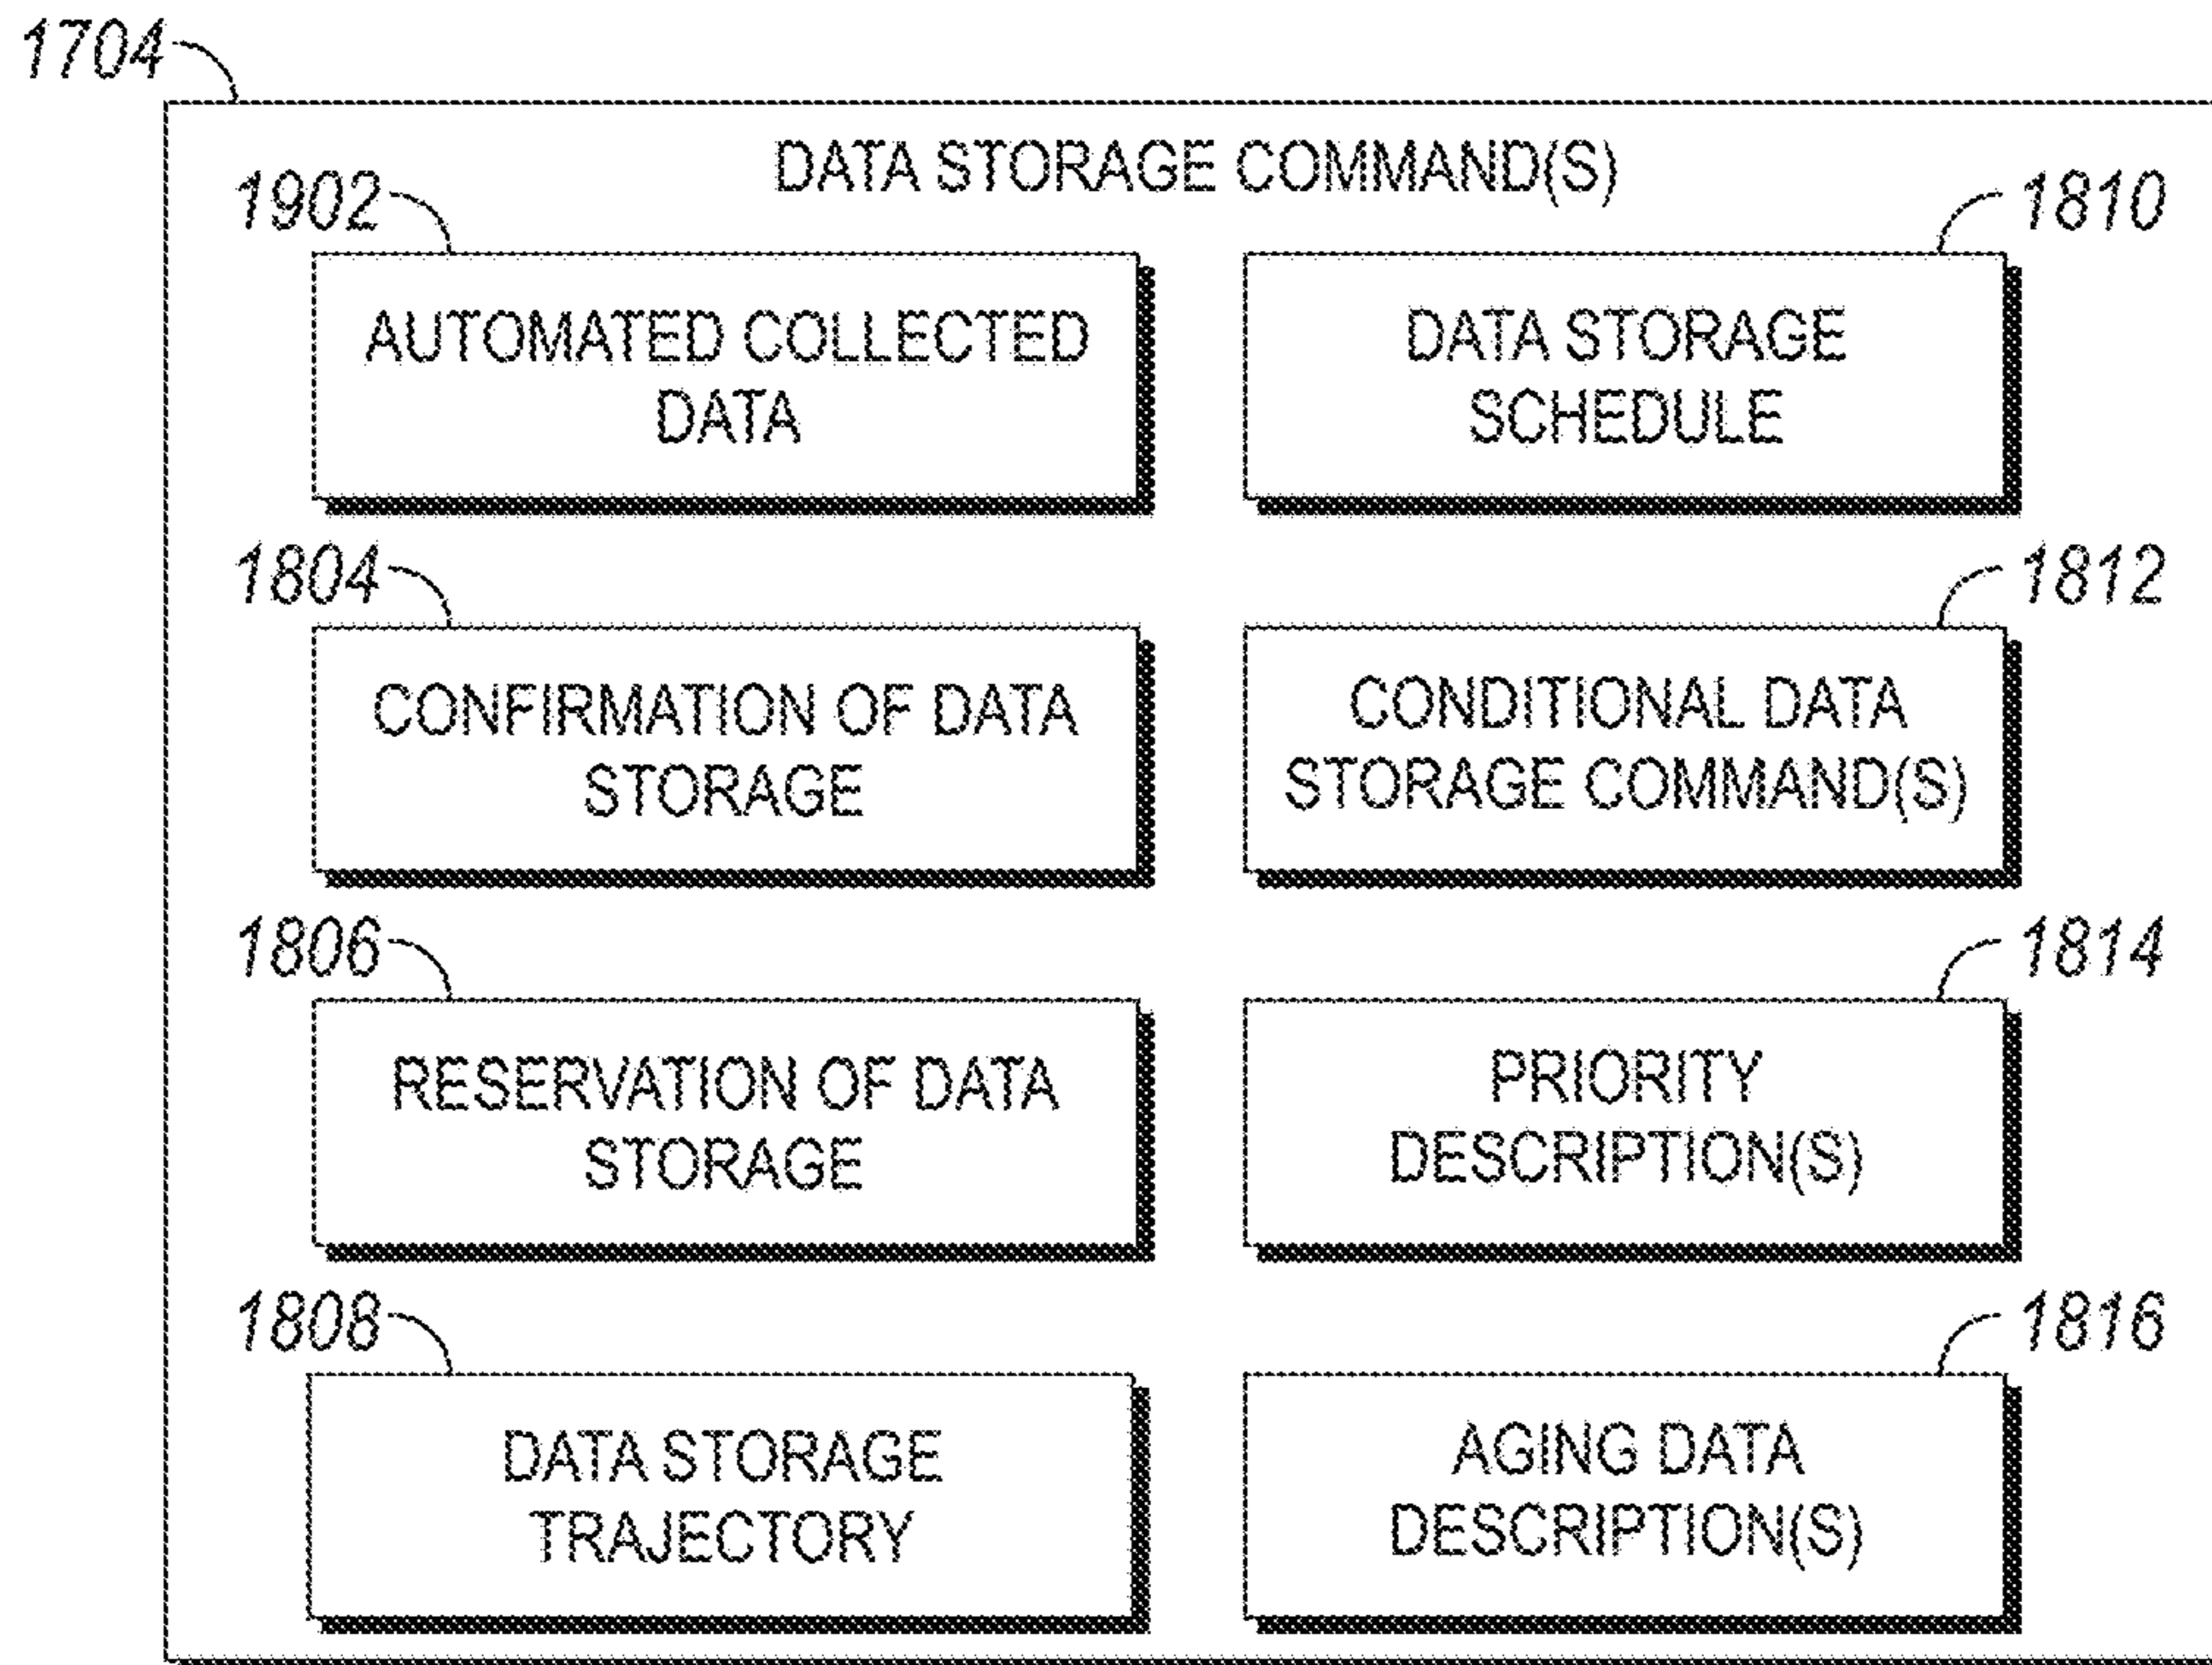 1704
DATA STORAGE COMMAND(S)
1902
AUTOMATED COLLECTED
DATA
1810
DATA STORAGE
SCHEDULE
1804
CONFIRMATION OF DATA
STORAGE
1812
CONDITIONAL DATA
STORAGE COMMAND(S)
1806
RESERVATION OF DATA
STORAGE
1814
PRIORITY
DESCRIPTION(S)
1808
DATA STORAGE
TRAJECTORY
1816
AGING DATA
DESCRIPTION(S)